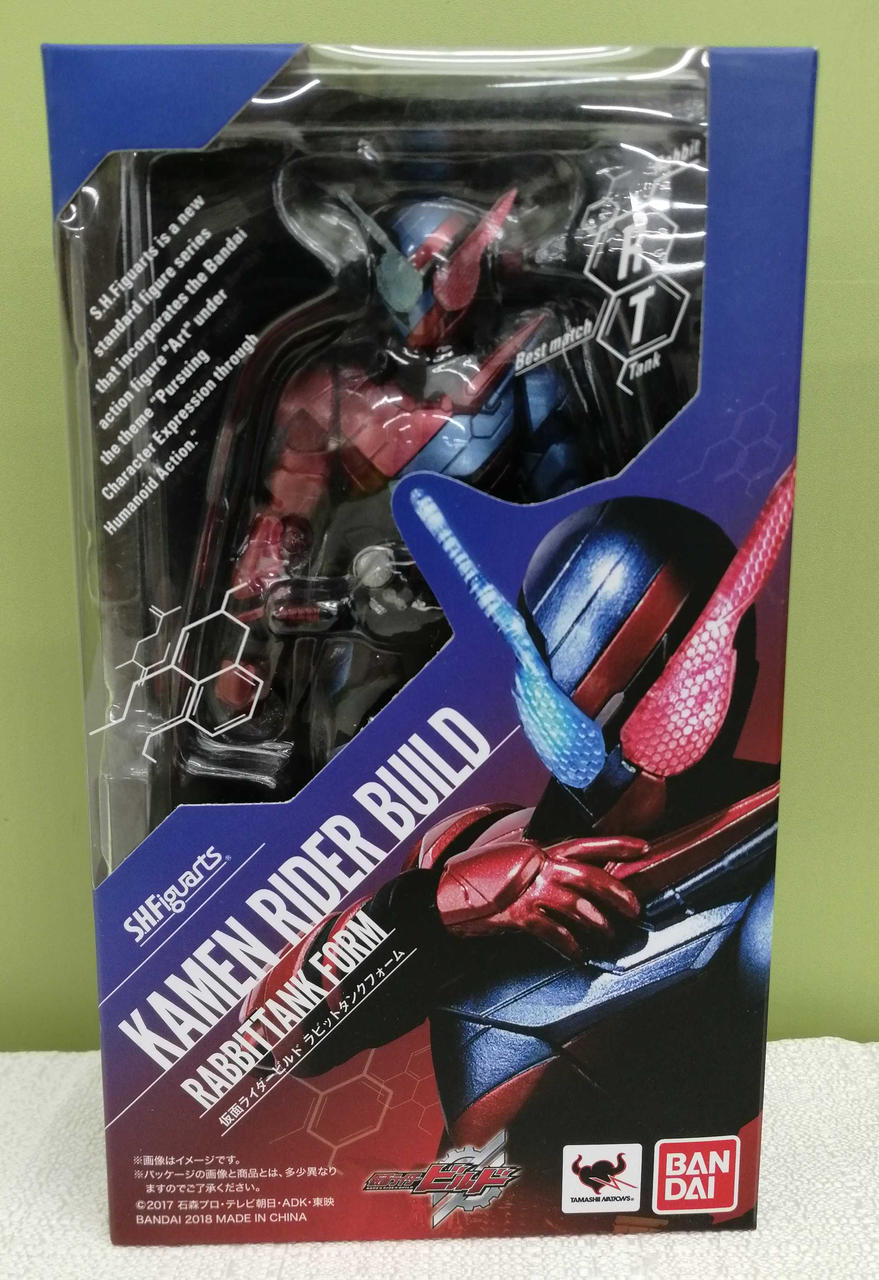 S.H.Figuarts is a new
standard figure series
that incorporates the Bandai
action figure "Art" under
the theme "Pursuing
Character Expression through
Humanoid Action."
Rabbit
R
T
Best match
Tank
S.H.Figuarts®
KAMEN RIDER BUILD
RABBITTANK FORM
仮面ライダービルド ラビットタンクフォーム
※画像はイメージです。
※パッケージの画像と商品とは、多少異なり
ますのでご了承ください。
©2017 石森プロ・テレビ朝日・ADK・東映
BANDAI 2018 MADE IN CHINA
仮面ライダー
ビルド
TAMASHII NATIONS®
BAN
DAI